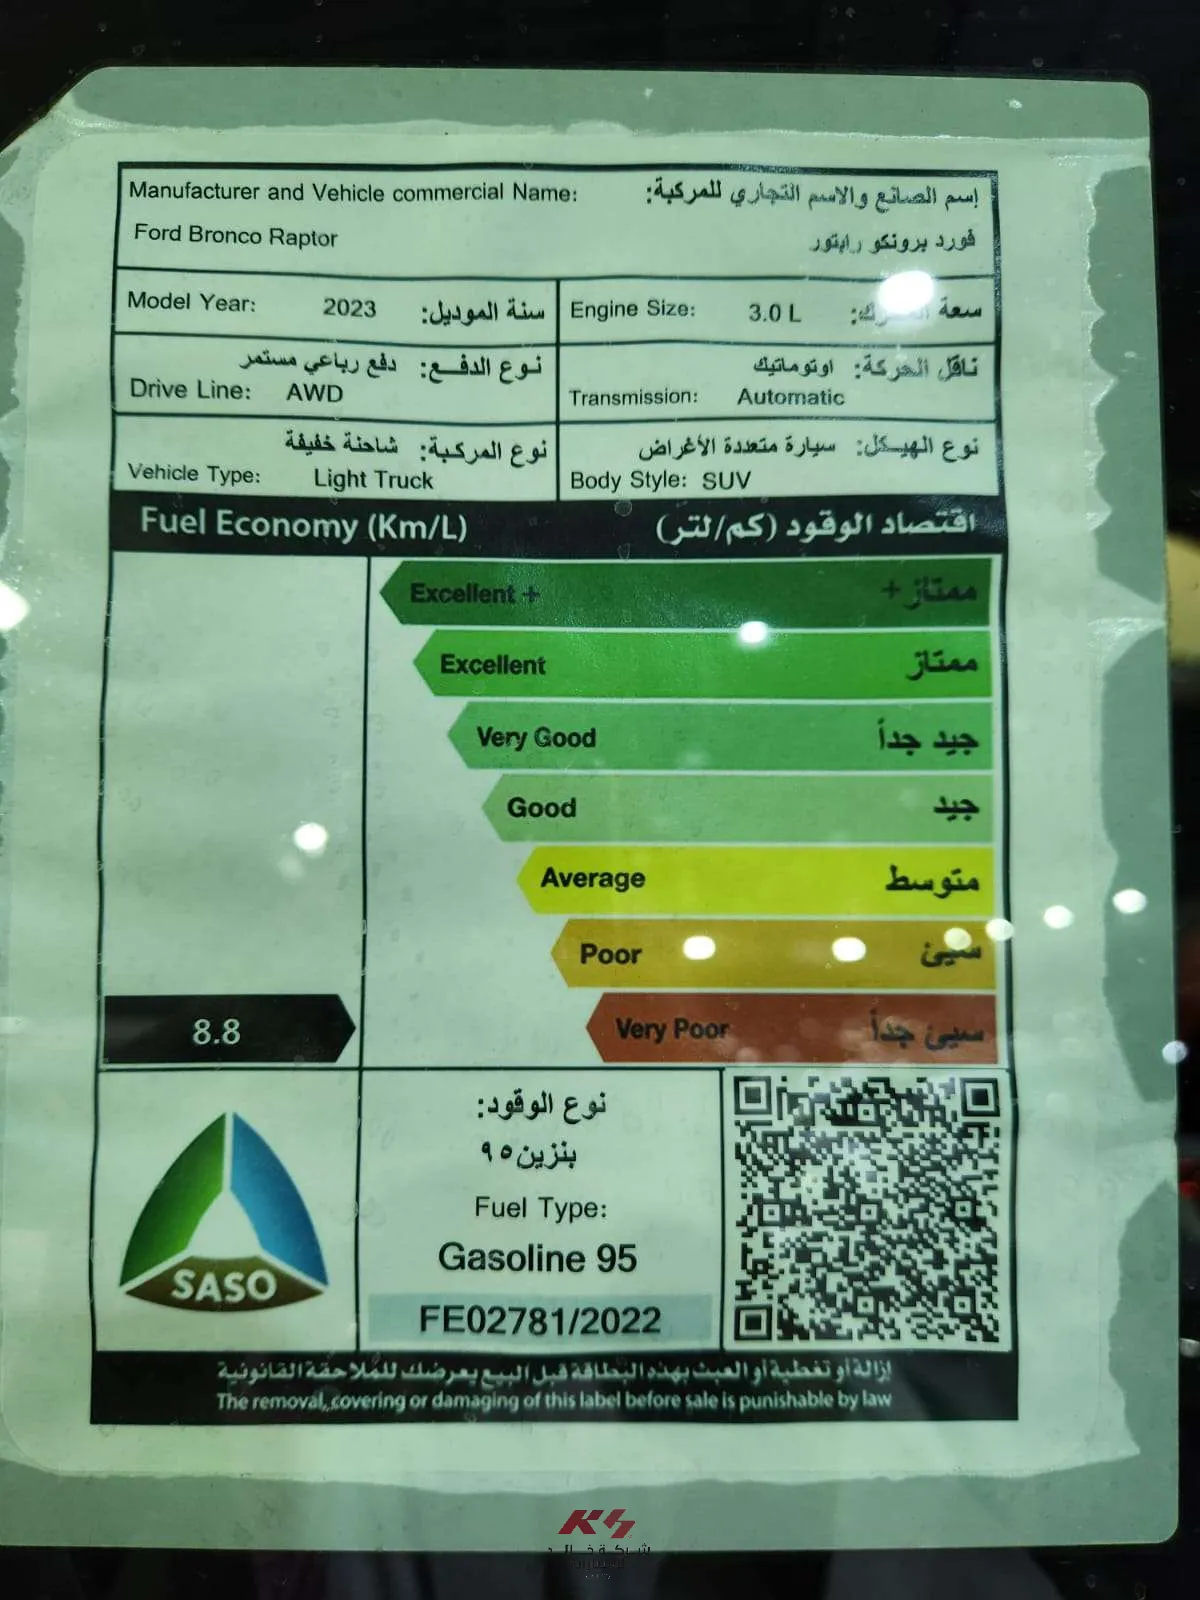 Manufacturer and Vehicle commercial Name: إسم الصانع والاسم التجاري للمركبة:
Ford Bronco Raptor فورد برونكو رابتور
Model Year: 2023 سنة الموديل:
Engine Size: 3.0 L سعة
نوع الدفـــع: دفع رباعي مستمر
Drive Line: AWD
ناقل الحركة: اوتوماتيك
Transmission: Automatic
نوع المركبة: شاحنة خفيفة
Vehicle Type: Light Truck
نوع الهيـــكل: سيارة متعددة الأغراض
Body Style: SUV
Fuel Economy (Km/L) اقتصاد الوقود (كم/لتر)
Excellent + ممتاز+
Excellent ممتاز
Very Good جيد جداً
Good جيد
Average متوسط
Poor سيئ
8.8
Very Poor سيئ جداً
SASO
نوع الوقود:
بنزين٩٥
Fuel Type:
Gasoline 95
FE02781/2022
إزالة أو تغطية أو العبث بهذه البطاقة قبل البيع يعرضك للملاحقة القانونية
The removal, covering or damaging of this label before sale is punishable by law
KS